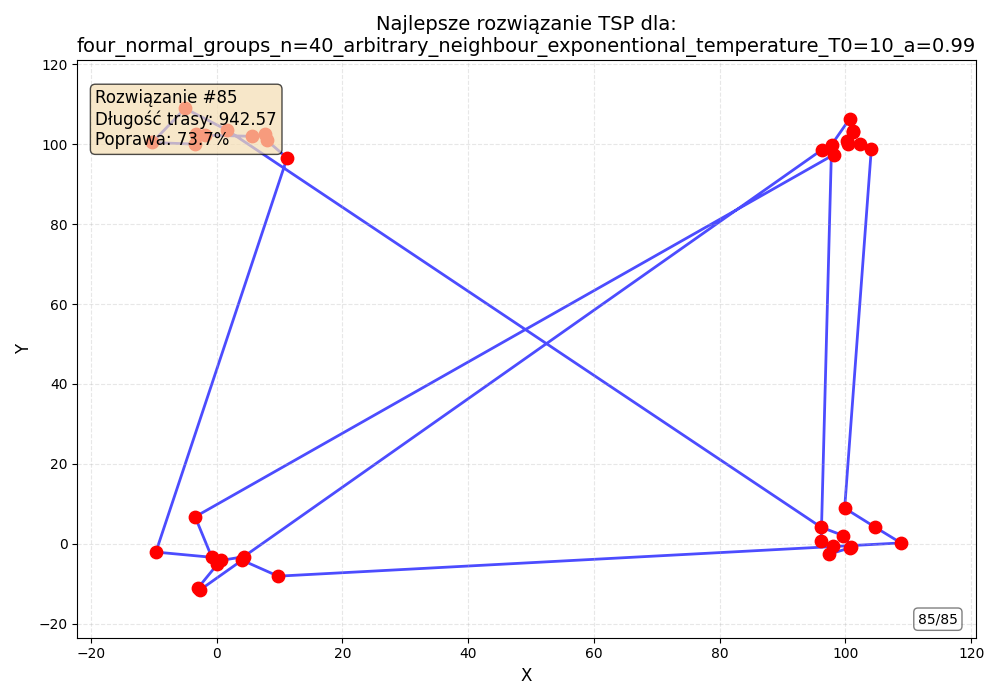 Najlepsze rozwiązanie TSP dla:
four_normal_groups_n=40_arbitrary_neighbour_exponentional_temperature_T0=10_a=0.99
Rozwiązanie #85
Długość trasy: 942.57
Poprawa: 73.7%
120
100
80
60
40
20
0
−20
Y
85/85
−20 0 20 40 60 80 100 120
X